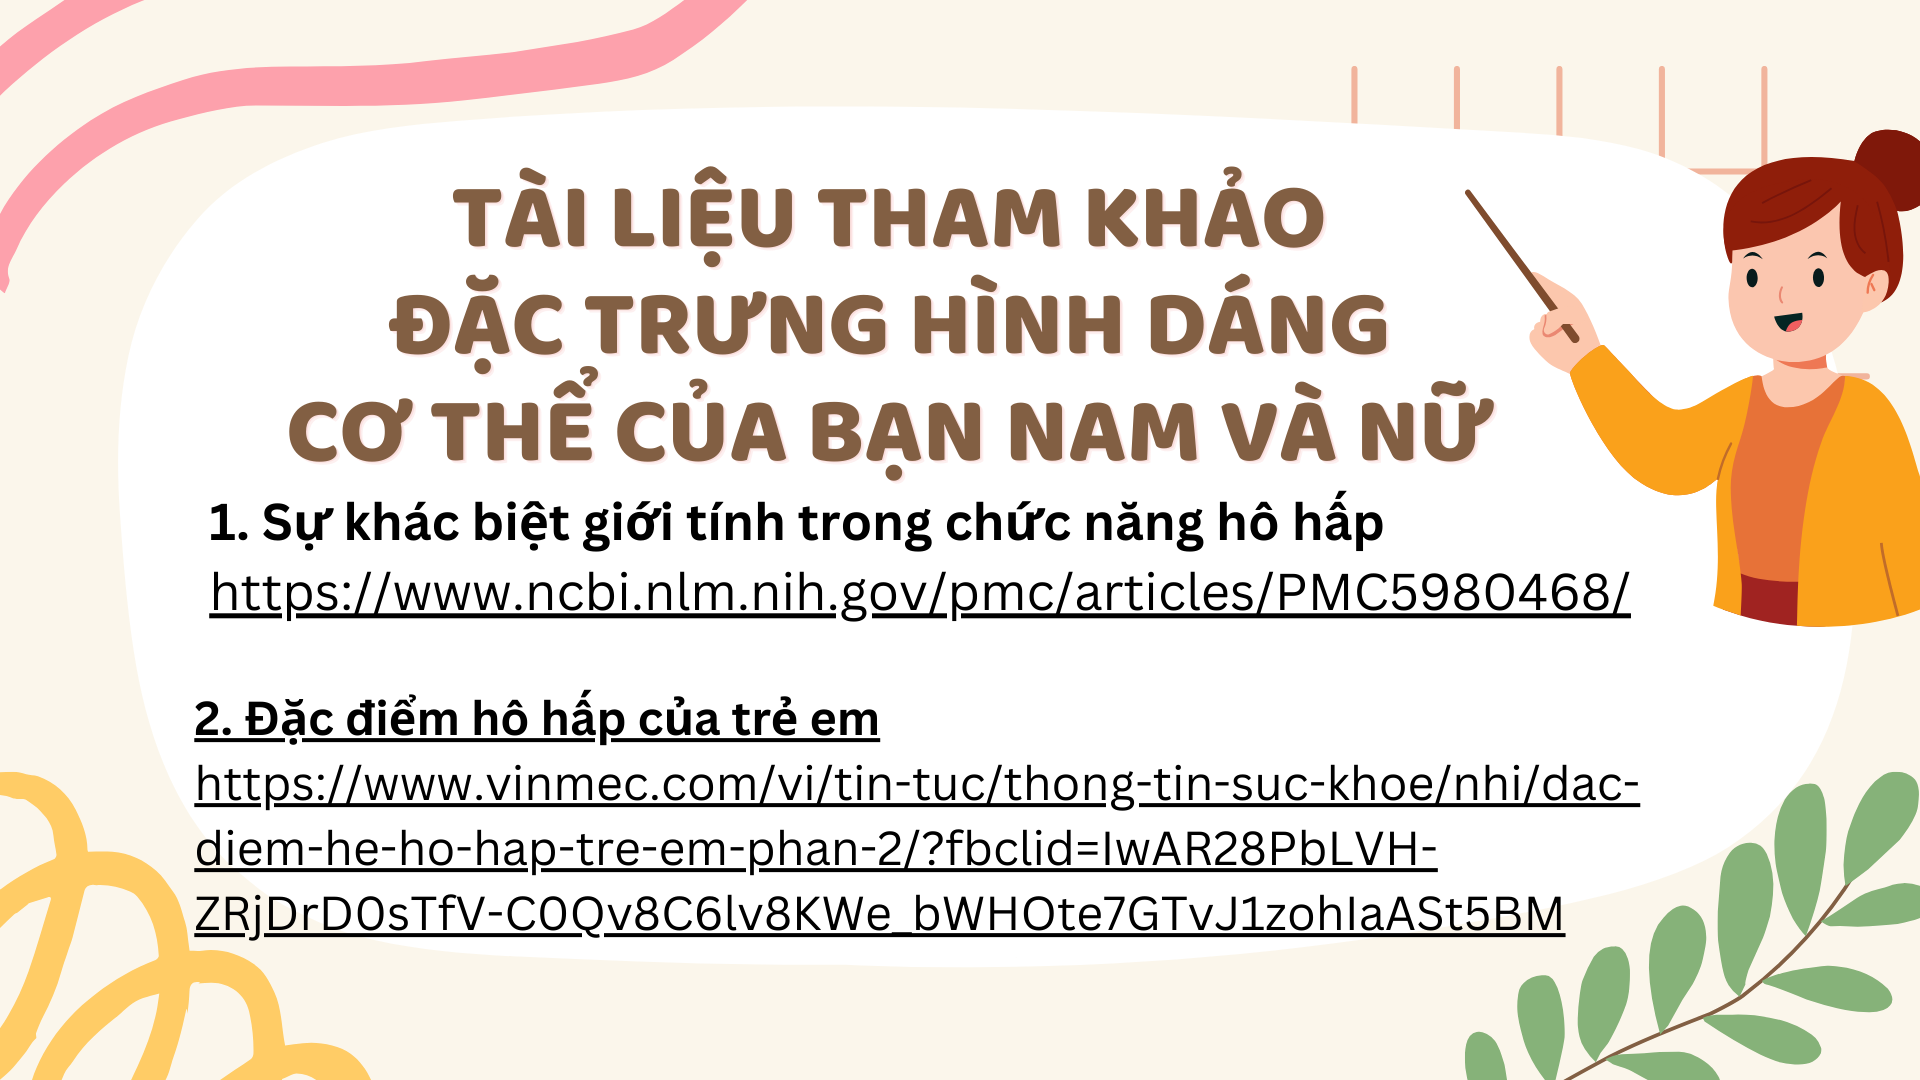 TÀI LIỆU THAM KHẢO
ĐẶC TRƯNG HÌNH DÁNG
CƠ THỂ CỦA BẠN NAM VÀ NỮ
1. Sự khác biệt giới tính trong chức năng hô hấp
https://www.ncbi.nlm.nih.gov/pmc/articles/PMC5980468/
2. Đặc điểm hô hấp của trẻ em
https://www.vinmec.com/vi/tin-tuc/thong-tin-suc-khoe/nhi/dac-
diem-he-ho-hap-tre-em-phan-2/?fbclid=IwAR28PbLVH-
ZRjDrD0sTfV-C0Qv8C6lv8KWe_bWHOte7GTvJ1zohIaASt5BM